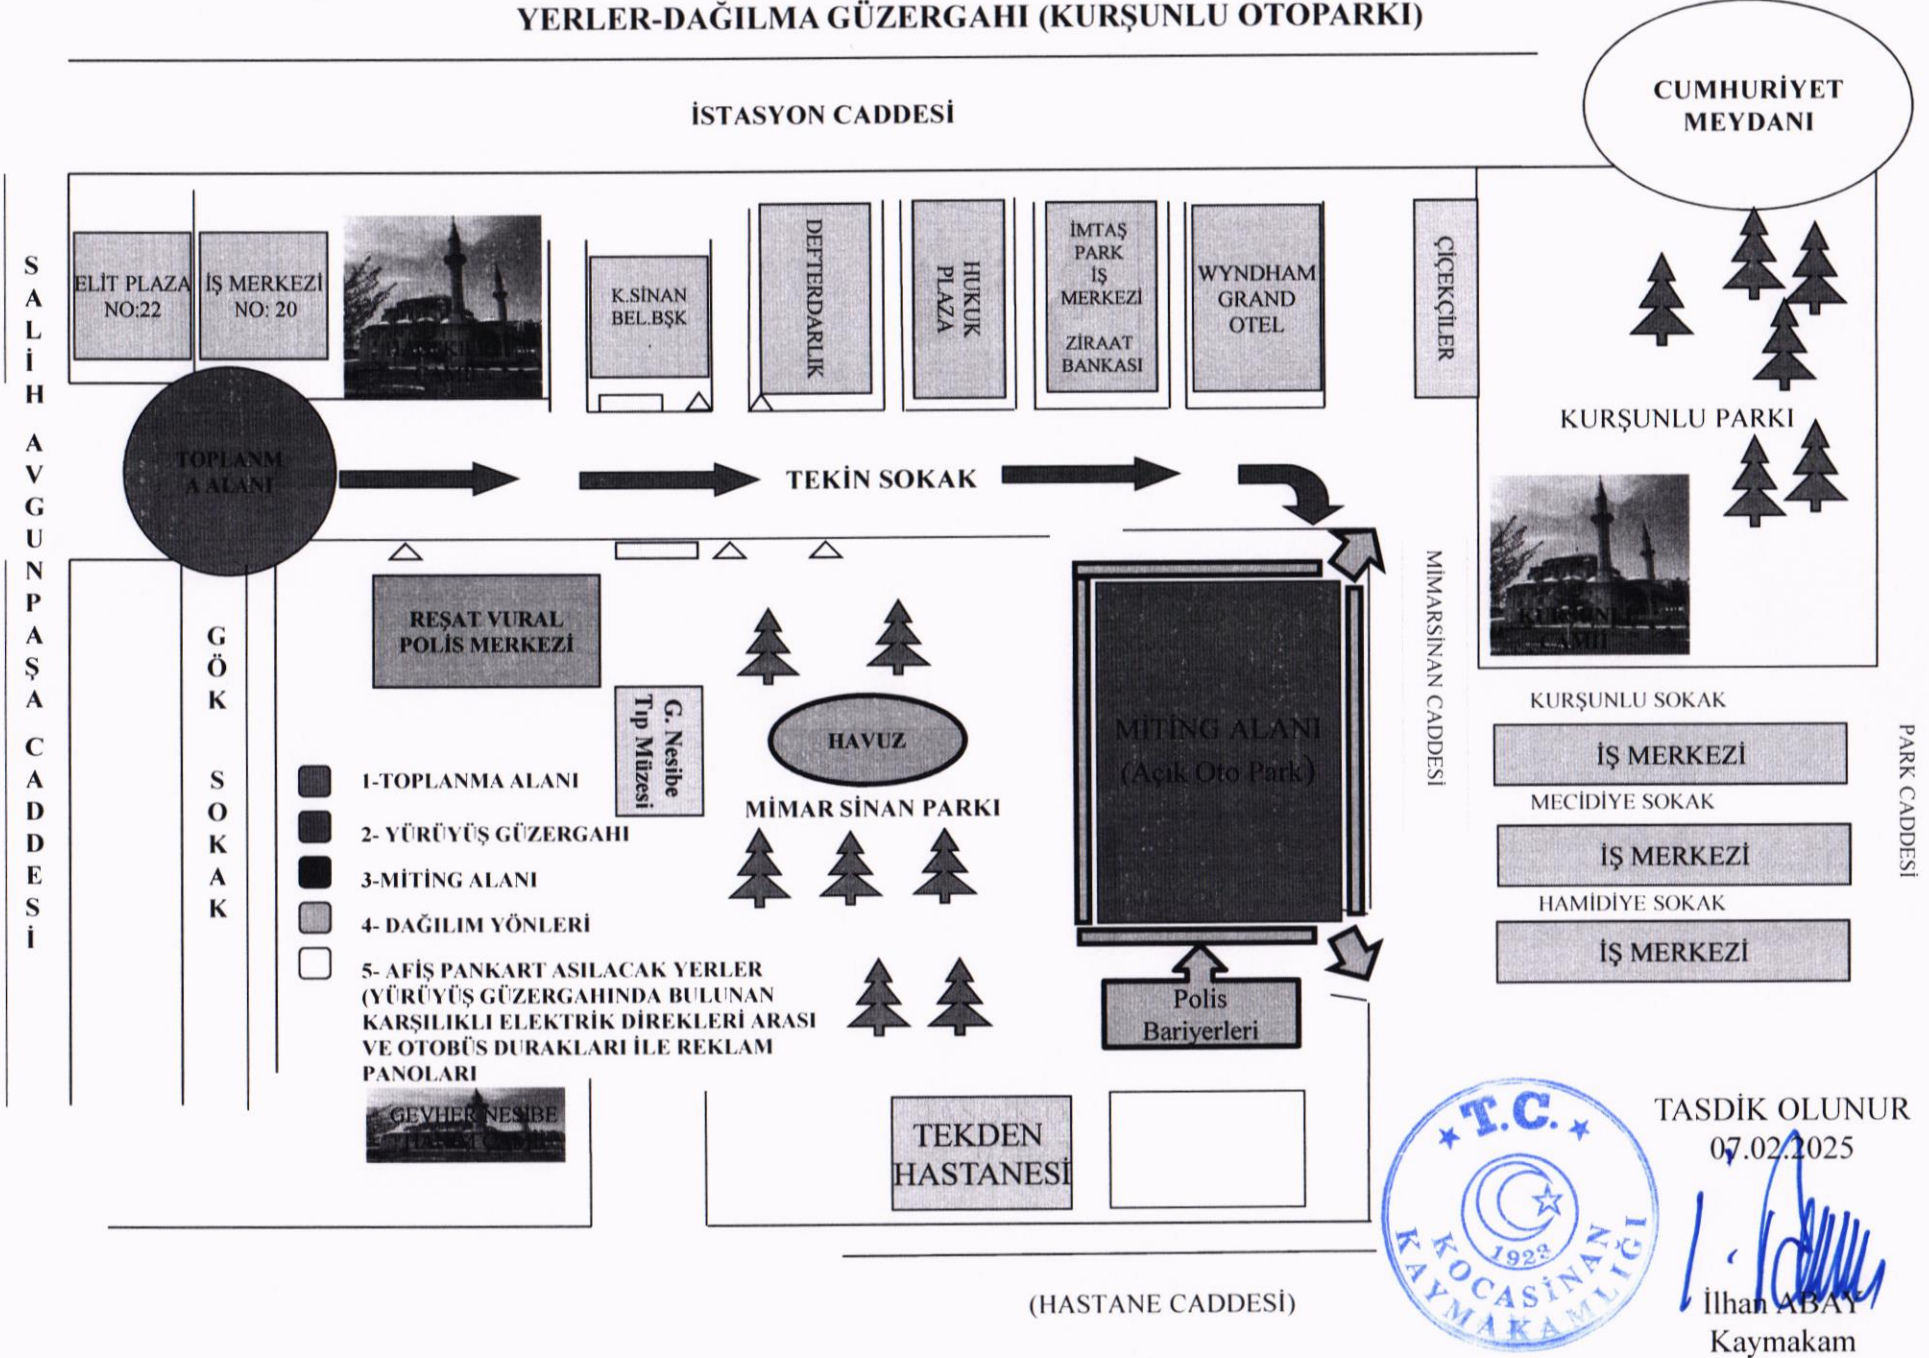 YERLER-DAĞILMA GÜZERGAHI (KURŞUNLU OTOPARKI)
İSTASYON CADDESİ
CUMHURİYET
MEYDANI
SALİH AVGUNPAŞA CADDESİ
ELİT PLAZA
NO:22
İŞ MERKEZİ
NO: 20
K.SİNAN
BEL.BŞK
DEFTERDARLIK
HUKUK
PLAZA
İMTAŞ
PARK
İŞ
MERKEZİ
ZİRAAT
BANKASI
WYNDHAM
GRAND
OTEL
ÇİÇEKÇİLER
KURŞUNLU PARKI
TOPLANM
A ALANI
TEKİN SOKAK
REŞAT VURAL
POLİS MERKEZİ
GÖK SOKAK
G. Nesibe
Tıp Müzesi
HAVUZ
MİMAR SİNAN PARKI
MİTİNG ALANI
(Açık Oto Park)
MİMARSİNAN CADDESİ
KURŞUNLU
CAMİİ
KURŞUNLU SOKAK
İŞ MERKEZİ
MECİDİYE SOKAK
İŞ MERKEZİ
HAMİDİYE SOKAK
İŞ MERKEZİ
PARK CADDESİ
1-TOPLANMA ALANI
2- YÜRÜYÜŞ GÜZERGAHI
3-MİTİNG ALANI
4- DAĞILIM YÖNLERİ
5- AFİŞ PANKART ASILACAK YERLER
(YÜRÜYÜŞ GÜZERGAHINDA BULUNAN
KARŞILIKLI ELEKTRİK DİREKLERİ ARASI
VE OTOBÜS DURAKLARI İLE REKLAM
PANOLARI
Polis
Bariyerleri
GEVHER NESİBE
TEKDEN
HASTANESİ
(HASTANE CADDESİ)
T.C.
1923
KOCASİNAN
KAYMAKAMLIĞI
TASDİK OLUNUR
07.02.2025
İlhan ABAY
Kaymakam